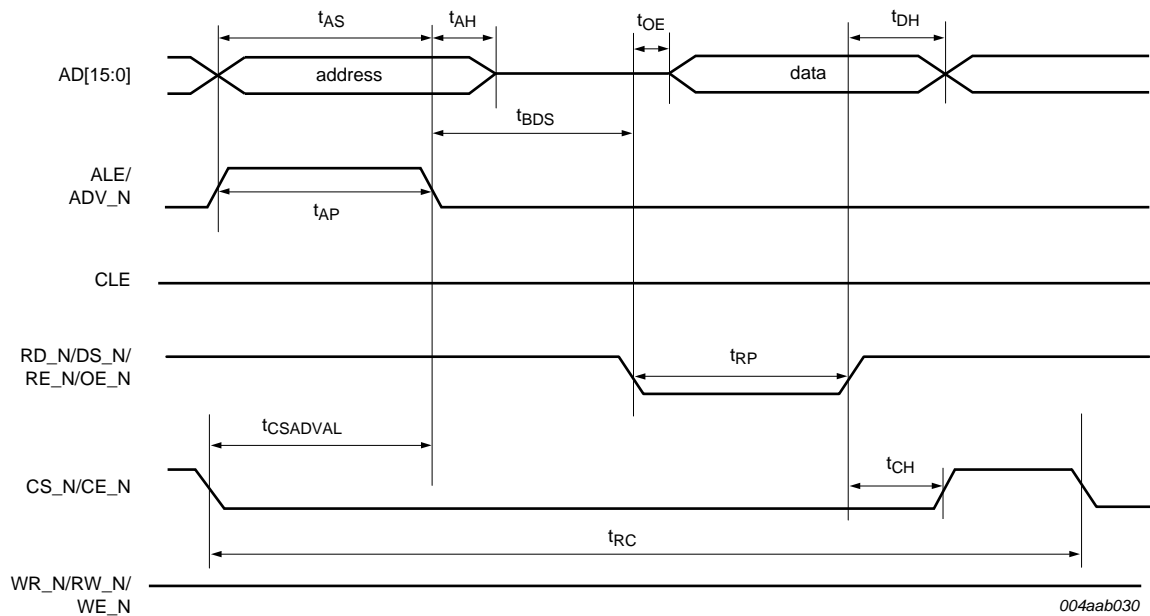 tAS
tAH
tOE
tDH
AD[15:0]
address
data
tBDS
ALE/
ADV_N
tAP
CLE
RD_N/DS_N/
RE_N/OE_N
tRP
tCSADVAL
CS_N/CE_N
tCH
tRC
WR_N/RW_N/
WE_N
004aab030